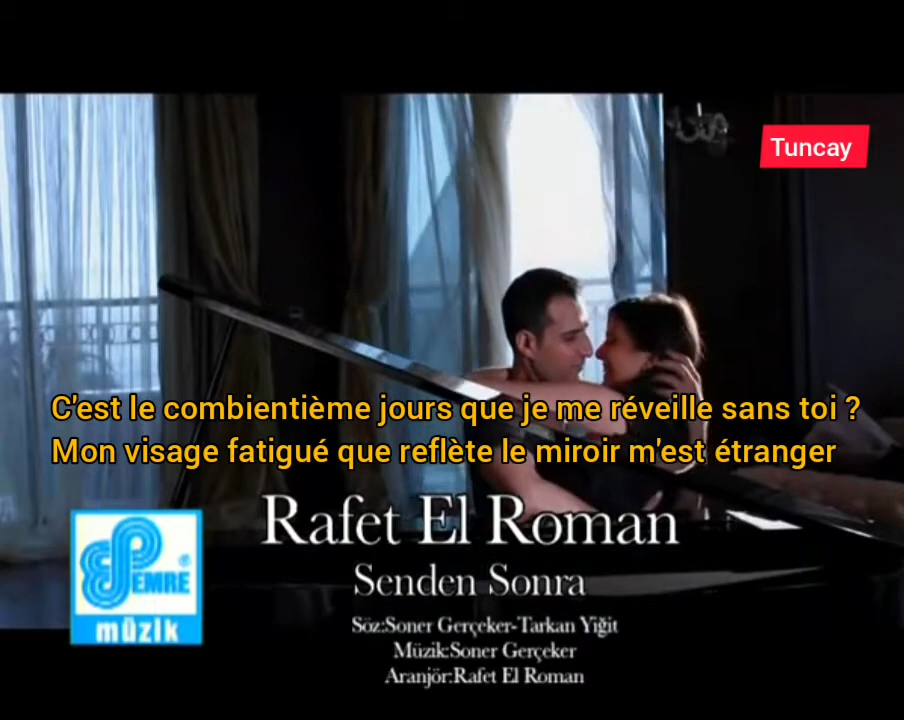 Tuncay
C'est le combientième jours que je me réveille sans toi ?
Mon visage fatigué que reflète le miroir m'est étranger
Rafet El Roman
Senden Sonra
EMRE
müzik
Söz:Soner Gerçeker-Tarkan Yiğit
Müzik:Soner Gerçeker
Aranjör:Rafet El Roman